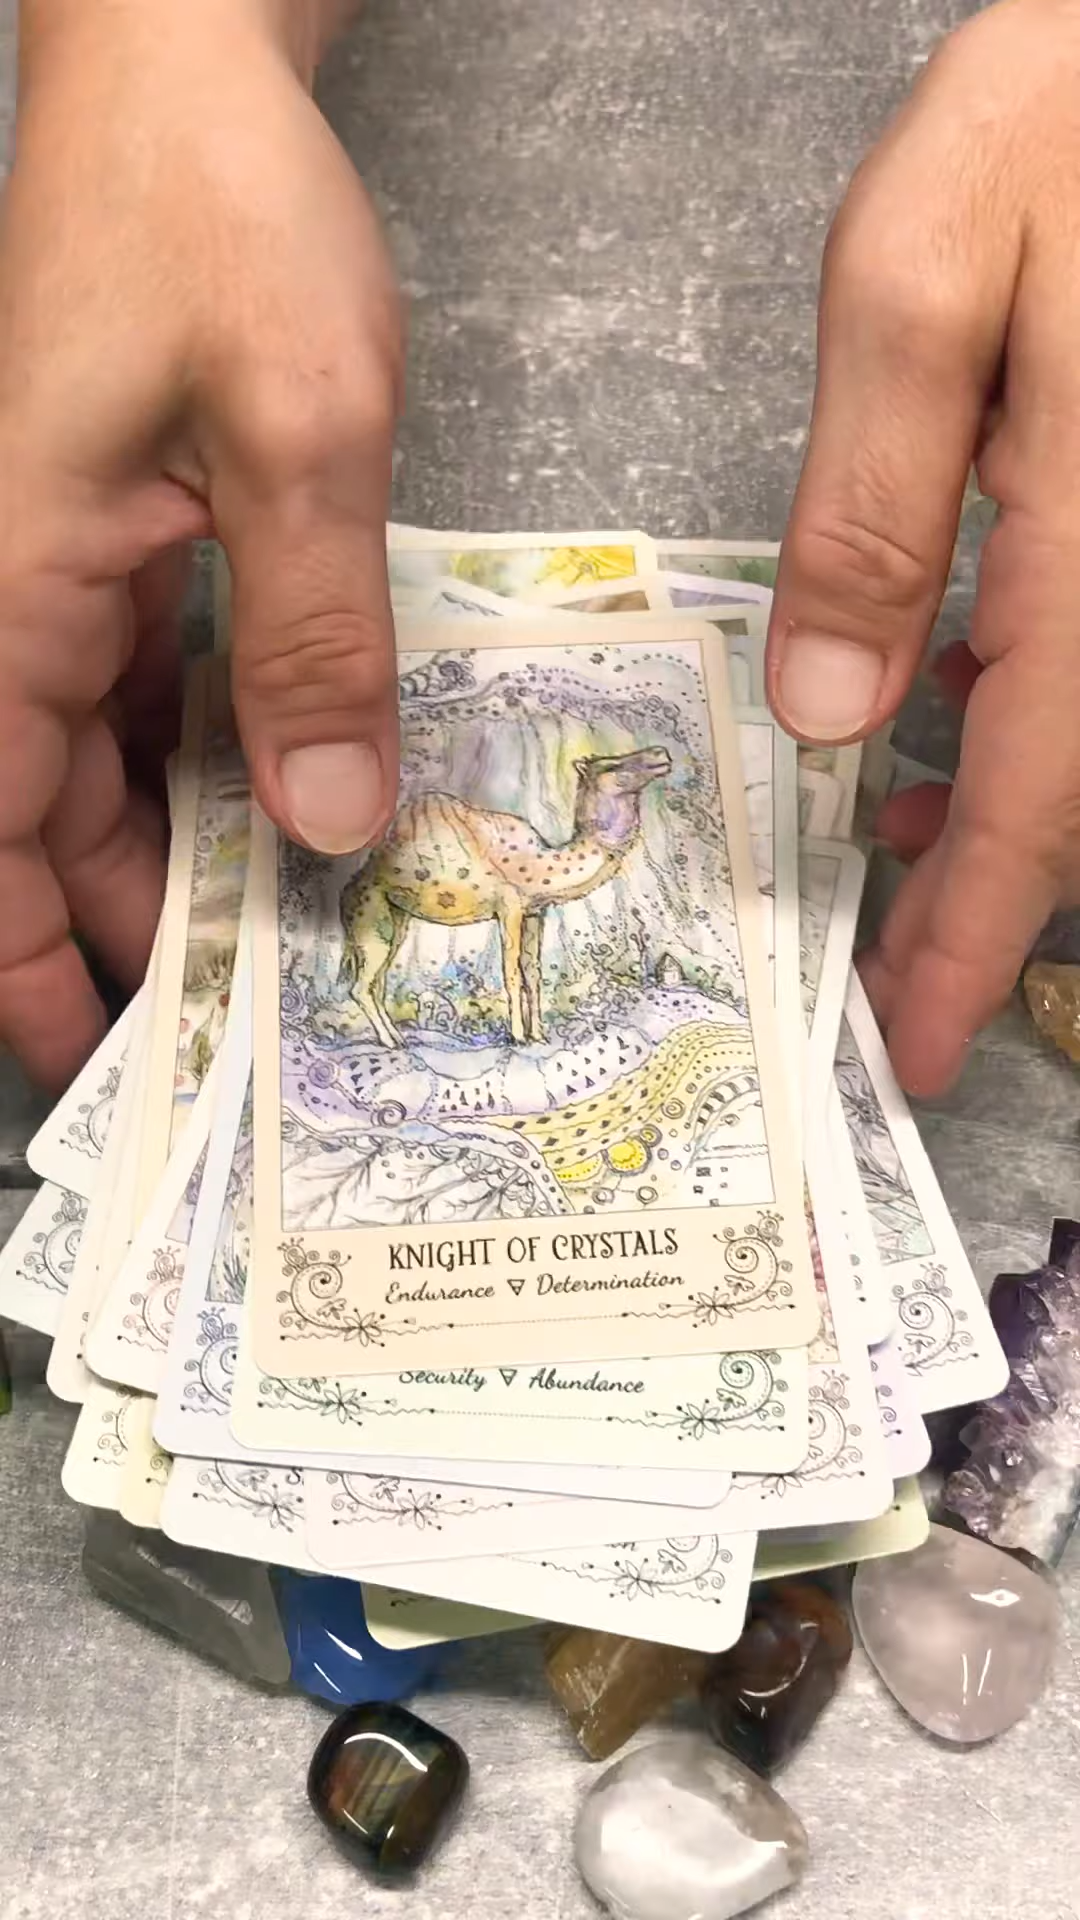 KNIGHT OF CRYSTALS
Endurance ▽ Determination
Security ▽ Abundance